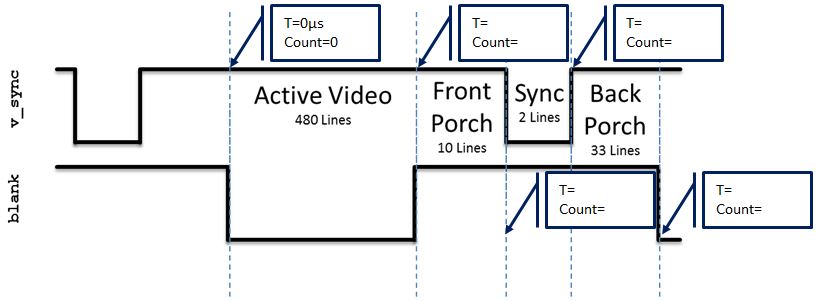 T=0µs
Count=0
T=
Count=
T=
Count=
v_sync
Active Video
480 Lines
Front
Porch
10 Lines
Sync
2 Lines
Back
Porch
33 Lines
blank
T=
Count=
T=
Count=